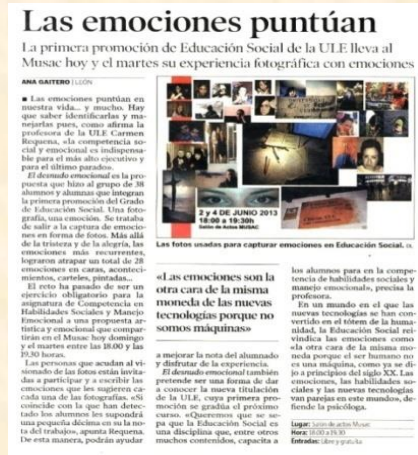 Las emociones puntúan
La primera promoción de Educación Social de la ULE lleva al
Musac hoy y el martes su experiencia fotográfica con emociones
ANA GAITERO | LEÓN
■ Las emociones puntúan en
nuestra vida... y mucho. Hay
que saber identificarlas y ma-
nejarlas pues, como afirma la
profesora de la ULE Carmen
Requena, «la competencia so-
cial y emocional es indispensa-
ble para el más alto ejecutivo y
para el último parado».
El desnudo emocional es la pro-
puesta que hizo al grupo de 38
alumnos y alumnas que integran
la primera promoción del Grado
de Educación Social. Una foto-
grafía, una emoción. Se trataba
de salir a la captura de emocio-
nes en forma de fotos. Más allá
de la tristeza y de la alegría, las
emociones más recurrentes,
lograron atrapar un total de 28
emociones en caras, aconteci-
mientos, carteles, pintadas...
El reto ha pasado de ser un
ejercicio obligatorio para la
asignatura de Competencia en
Habilidades Sociales y Manejo
Emocional a una propuesta ar-
tística y emocional que compar-
tirán en el Musac hoy domingo
y el martes entre las 18.00 y las
19.30 horas.
Las personas que acudan al vi-
sionado de las fotos están invita-
das a participar y a escribir las
emociones que les sugieren ca-
cada una de las fotografías. «Si
coincide con la que han detec-
tado los alumnos les supondrá
una pequeña décima en su la no-
ta del trabajo», apunta Requena.
De esta manera, podrán ayudar
2 y 4 DE JUNIO 2013
18:00 a 19:30h
Salón de actos MUSAC
Las fotos usadas para capturar emociones en Educación Social. DL
«Las emociones son la
otra cara de la misma
moneda de las nuevas
tecnologías porque no
somos máquinas»
a mejorar la nota del alumnado
y disfrutar de la experiencia.
El desnudo emocional también
pretende ser una forma de dar
a conocer la nueva titulación
de la ULE, cuya primera pro-
moción se gradúa el próximo
curso. «Queremos que se se-
pa que la Educación Social es
una disciplina que, entre otros
muchos contenidos, capacita a
los alumnos para en la compe-
tencia de habilidades sociales y
manejo emocional», precisa la
profesora.
En un mundo en el que las
nuevas tecnologías se han con-
vertido en el tótem de la huma-
nidad, la Educación Social rei-
vindica las emociones como
«la otra cara de la misma mo-
neda porque el ser humano no
es una máquina, como ya se di-
jo a principios del siglo XX. Las
emociones, las habilidades so-
ciales y las nuevas tecnologías
van parejas en este mundo», de-
fiende la psicóloga.
Lugar: Salón de actos Musac
Hora: 18.00 a 19.30
Entradas: Libre y gratuita